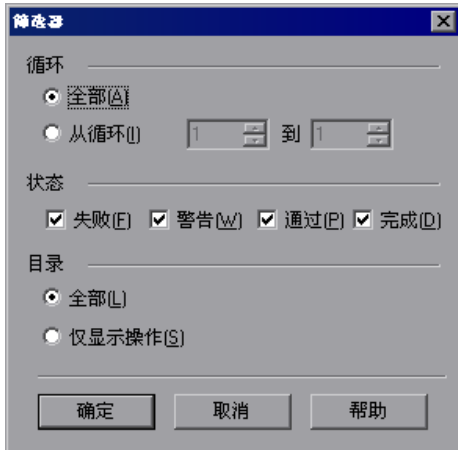 筛选器
循环
全部(A)
从循环(I) 1 到 1
状态
失败(F) 警告(W) 通过(P) 完成(D)
目录
全部(L)
仅显示操作(S)
确定 取消 帮助